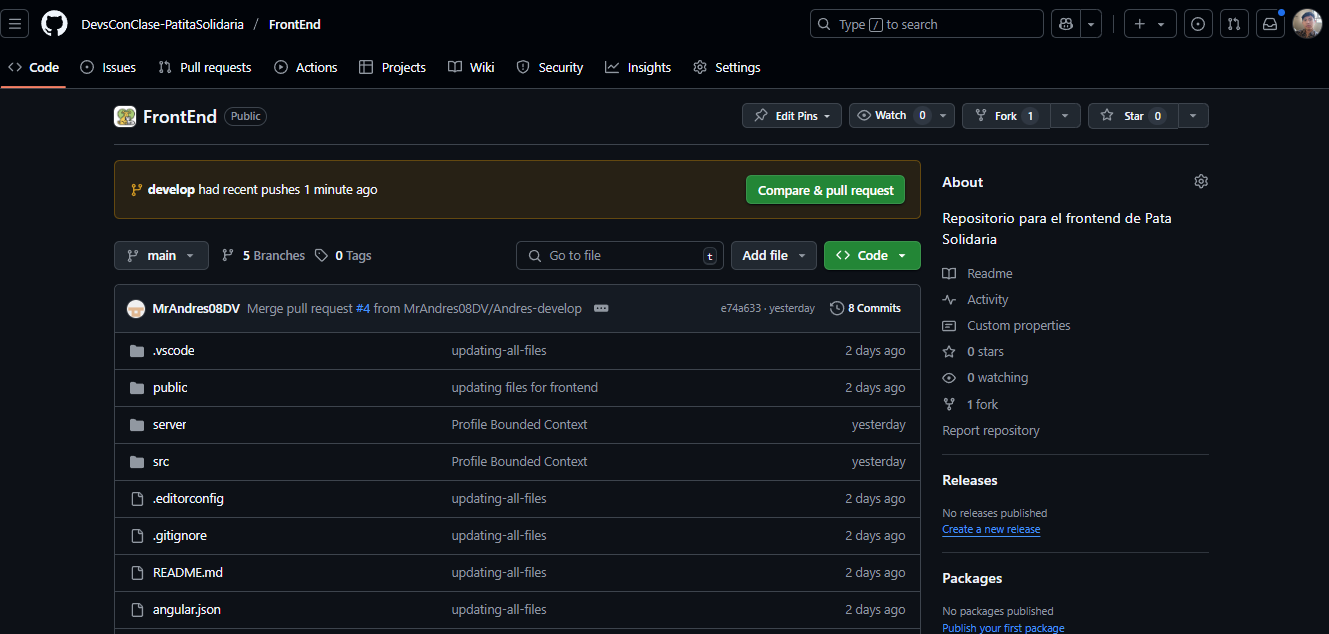 DevsConClase-PatitaSolidaria / FrontEnd
Type / to search
Code
Issues
Pull requests
Actions
Projects
Wiki
Security
Insights
Settings
FrontEnd Public
Edit Pins
Watch 0
Fork 1
Star 0
develop had recent pushes 1 minute ago
Compare & pull request
main
5 Branches
0 Tags
Go to file t
Add file
<> Code
MrAndres08DV Merge pull request #4 from MrAndres08DV/Andres-develop
e74a633 · yesterday
8 Commits
.vscode updating-all-files 2 days ago
public updating files for frontend 2 days ago
server Profile Bounded Context yesterday
src Profile Bounded Context yesterday
.editorconfig updating-all-files 2 days ago
.gitignore updating-all-files 2 days ago
README.md updating-all-files 2 days ago
angular.json updating-all-files 2 days ago
About
Repositorio para el frontend de Pata
Solidaria
Readme
Activity
Custom properties
0 stars
0 watching
1 fork
Report repository
Releases
No releases published
Create a new release
Packages
No packages published
Publish your first package